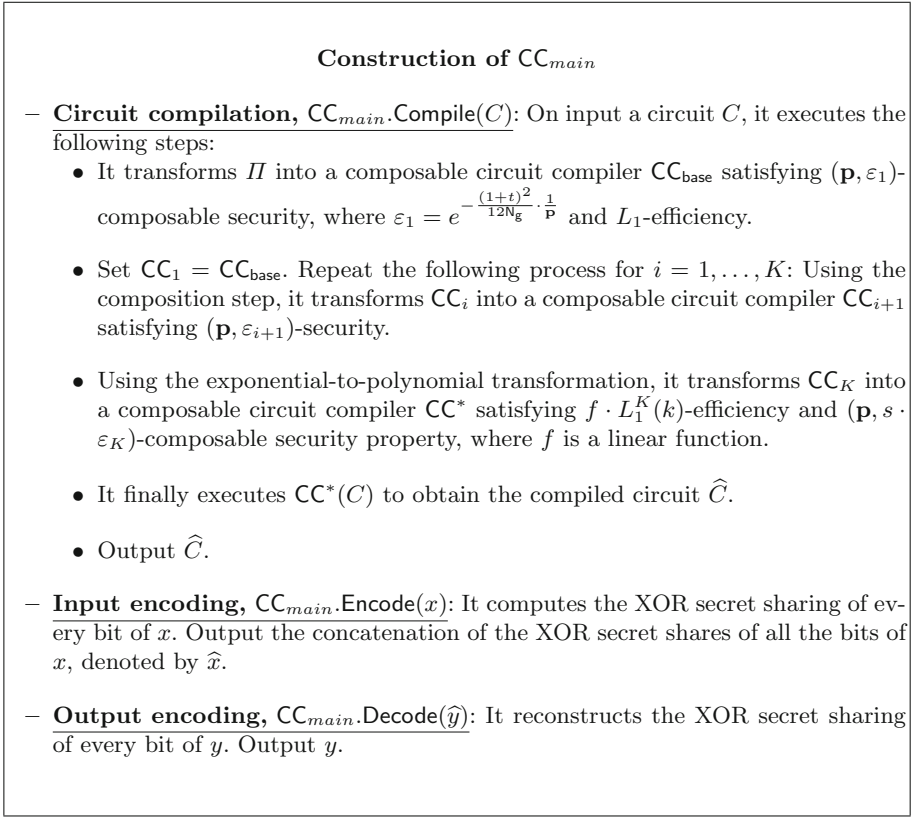 Construction of CC_main
– Circuit compilation, CC_main.Compile(C): On input a circuit C, it executes the
following steps:
• It transforms Π into a composable circuit compiler CC_base satisfying (p, ε_1)-
composable security, where ε_1 = e^{-\frac{(1+t)^2}{12N_g}·\frac{1}{p}} and L_1-efficiency.
• Set CC_1 = CC_base. Repeat the following process for i = 1, . . . , K: Using the
composition step, it transforms CC_i into a composable circuit compiler CC_{i+1}
satisfying (p, ε_{i+1})-security.
• Using the exponential-to-polynomial transformation, it transforms CC_K into
a composable circuit compiler CC* satisfying f · L_1^K(k)-efficiency and (p, s ·
ε_K)-composable security property, where f is a linear function.
• It finally executes CC*(C) to obtain the compiled circuit Ĉ.
• Output Ĉ.
– Input encoding, CC_main.Encode(x): It computes the XOR secret sharing of ev-
ery bit of x. Output the concatenation of the XOR secret shares of all the bits of
x, denoted by x̂.
– Output encoding, CC_main.Decode(ŷ): It reconstructs the XOR secret sharing
of every bit of y. Output y.